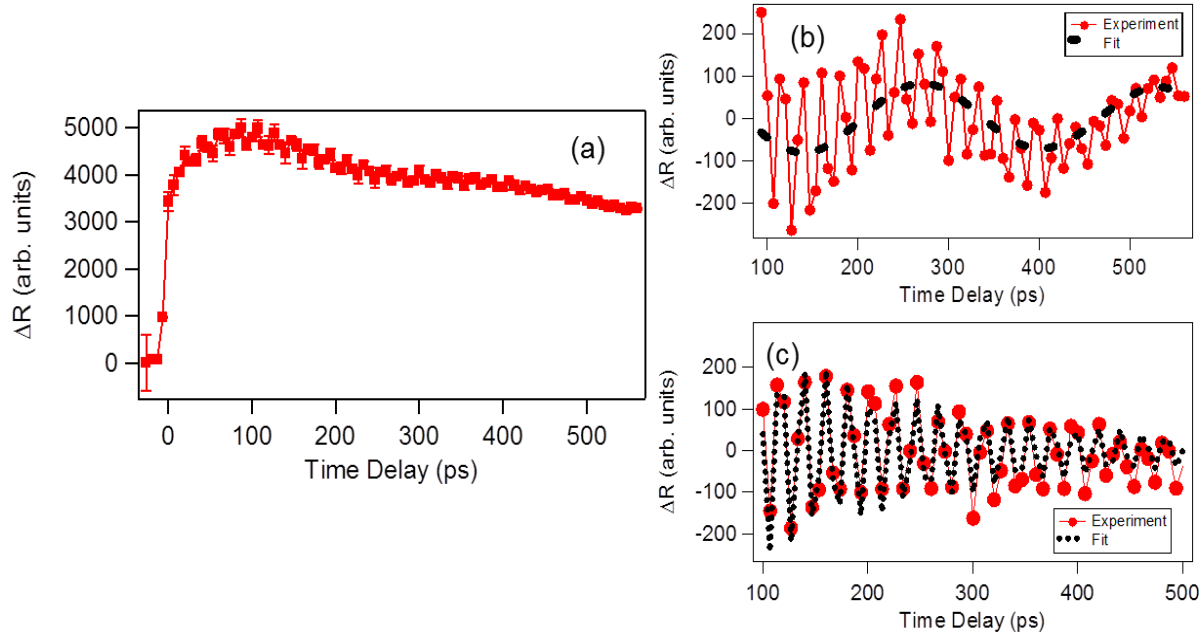 (a)
5000
4000
3000
2000
1000
0
ΔR (arb. units)
0 100 200 300 400 500
Time Delay (ps)
(b)
Experiment
Fit
200
100
0
-100
-200
ΔR (arb. units)
100 200 300 400 500
Time Delay (ps)
(c)
200
100
0
-100
-200
ΔR (arb. units)
Experiment
Fit
100 200 300 400 500
Time Delay (ps)